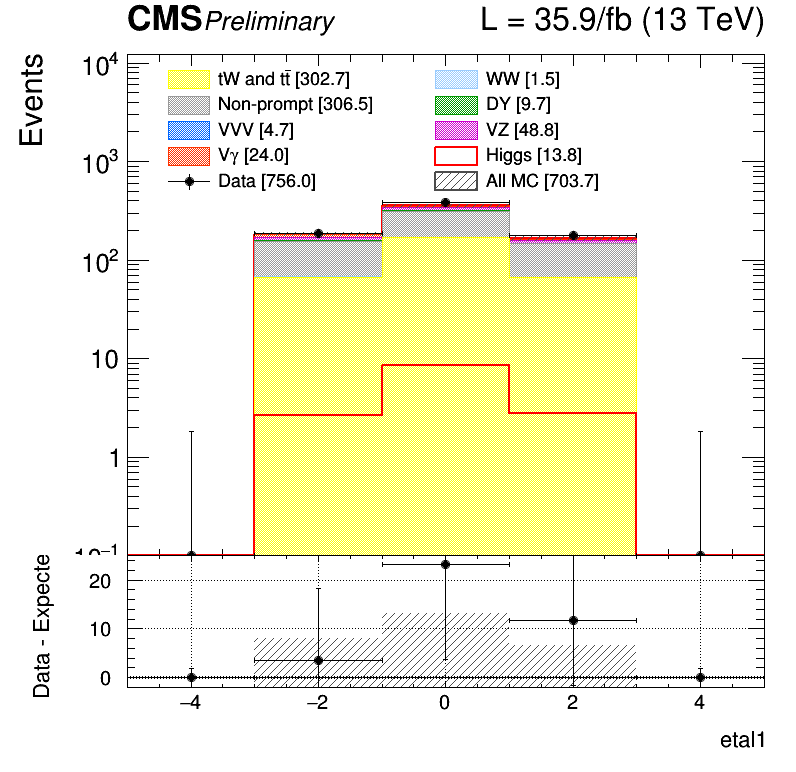 CMS Preliminary L = 35.9/fb (13 TeV)
Events
10⁴
10³
10²
10
1
10⁻¹
tW and tt̄ [302.7]
WW [1.5]
Non-prompt [306.5]
DY [9.7]
VVV [4.7]
VZ [48.8]
Vγ [24.0]
Higgs [13.8]
Data [756.0]
All MC [703.7]
Data - Expecte
20
10
0
−4 −2 0 2 4
etal1